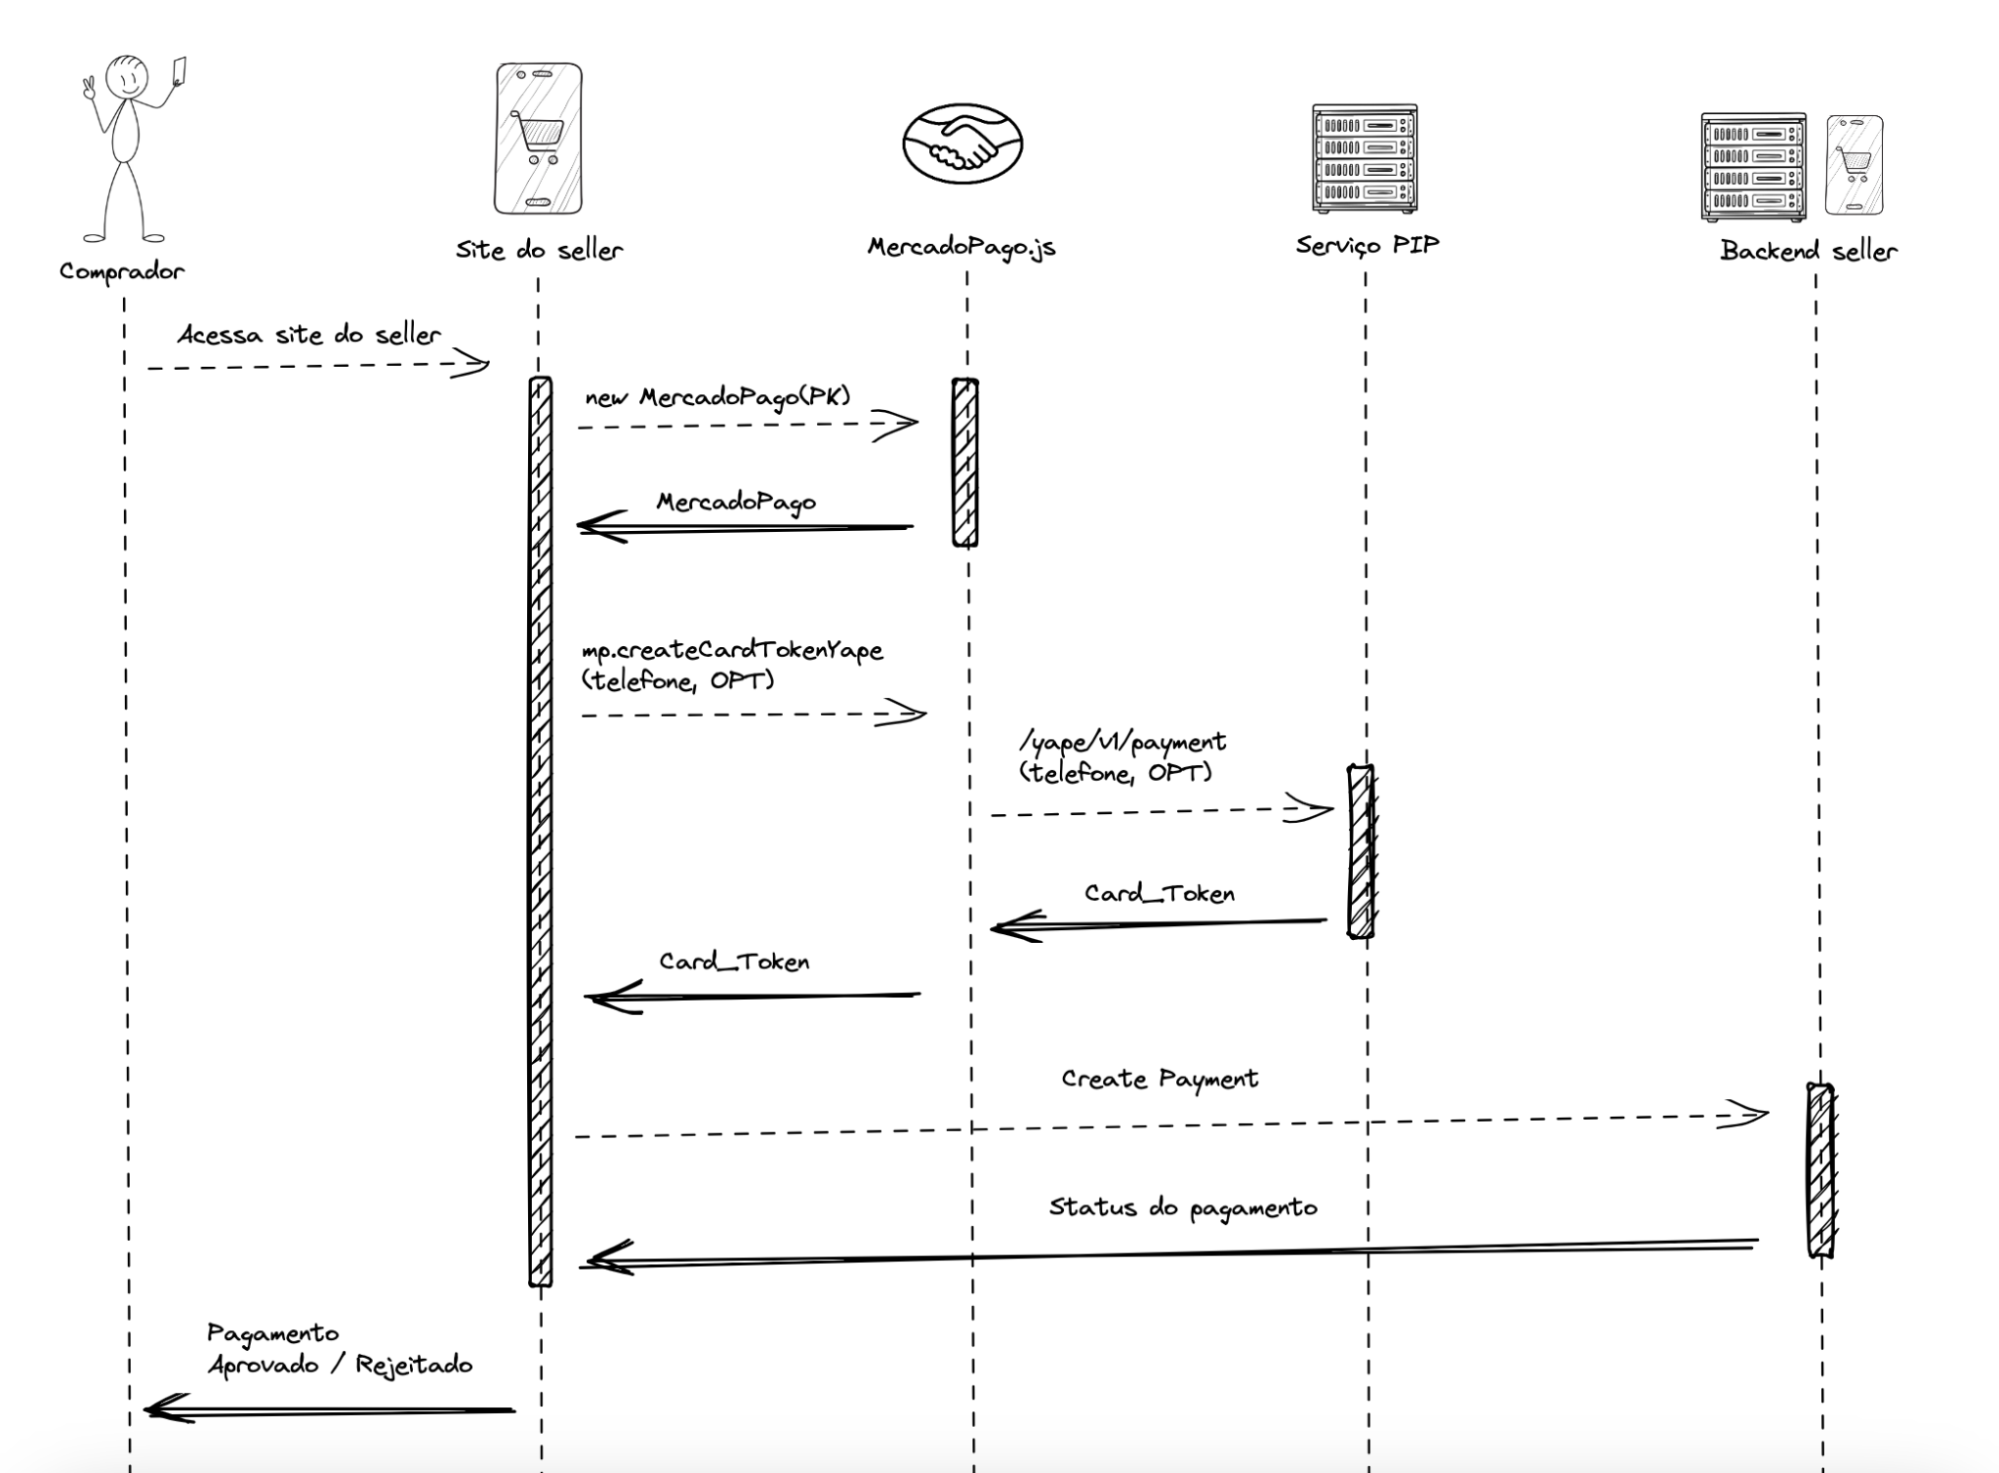 Comprador
Site do seller
MercadoPago.js
Serviço PIP
Backend seller
Acessa site do seller
new MercadoPago(PK)
MercadoPago
mp.createCardTokenYape
(telefone, OPT)
/yape/v1/payment
(telefone, OPT)
Card_Token
Card_Token
Create Payment
Status do pagamento
Pagamento
Aprovado / Rejeitado